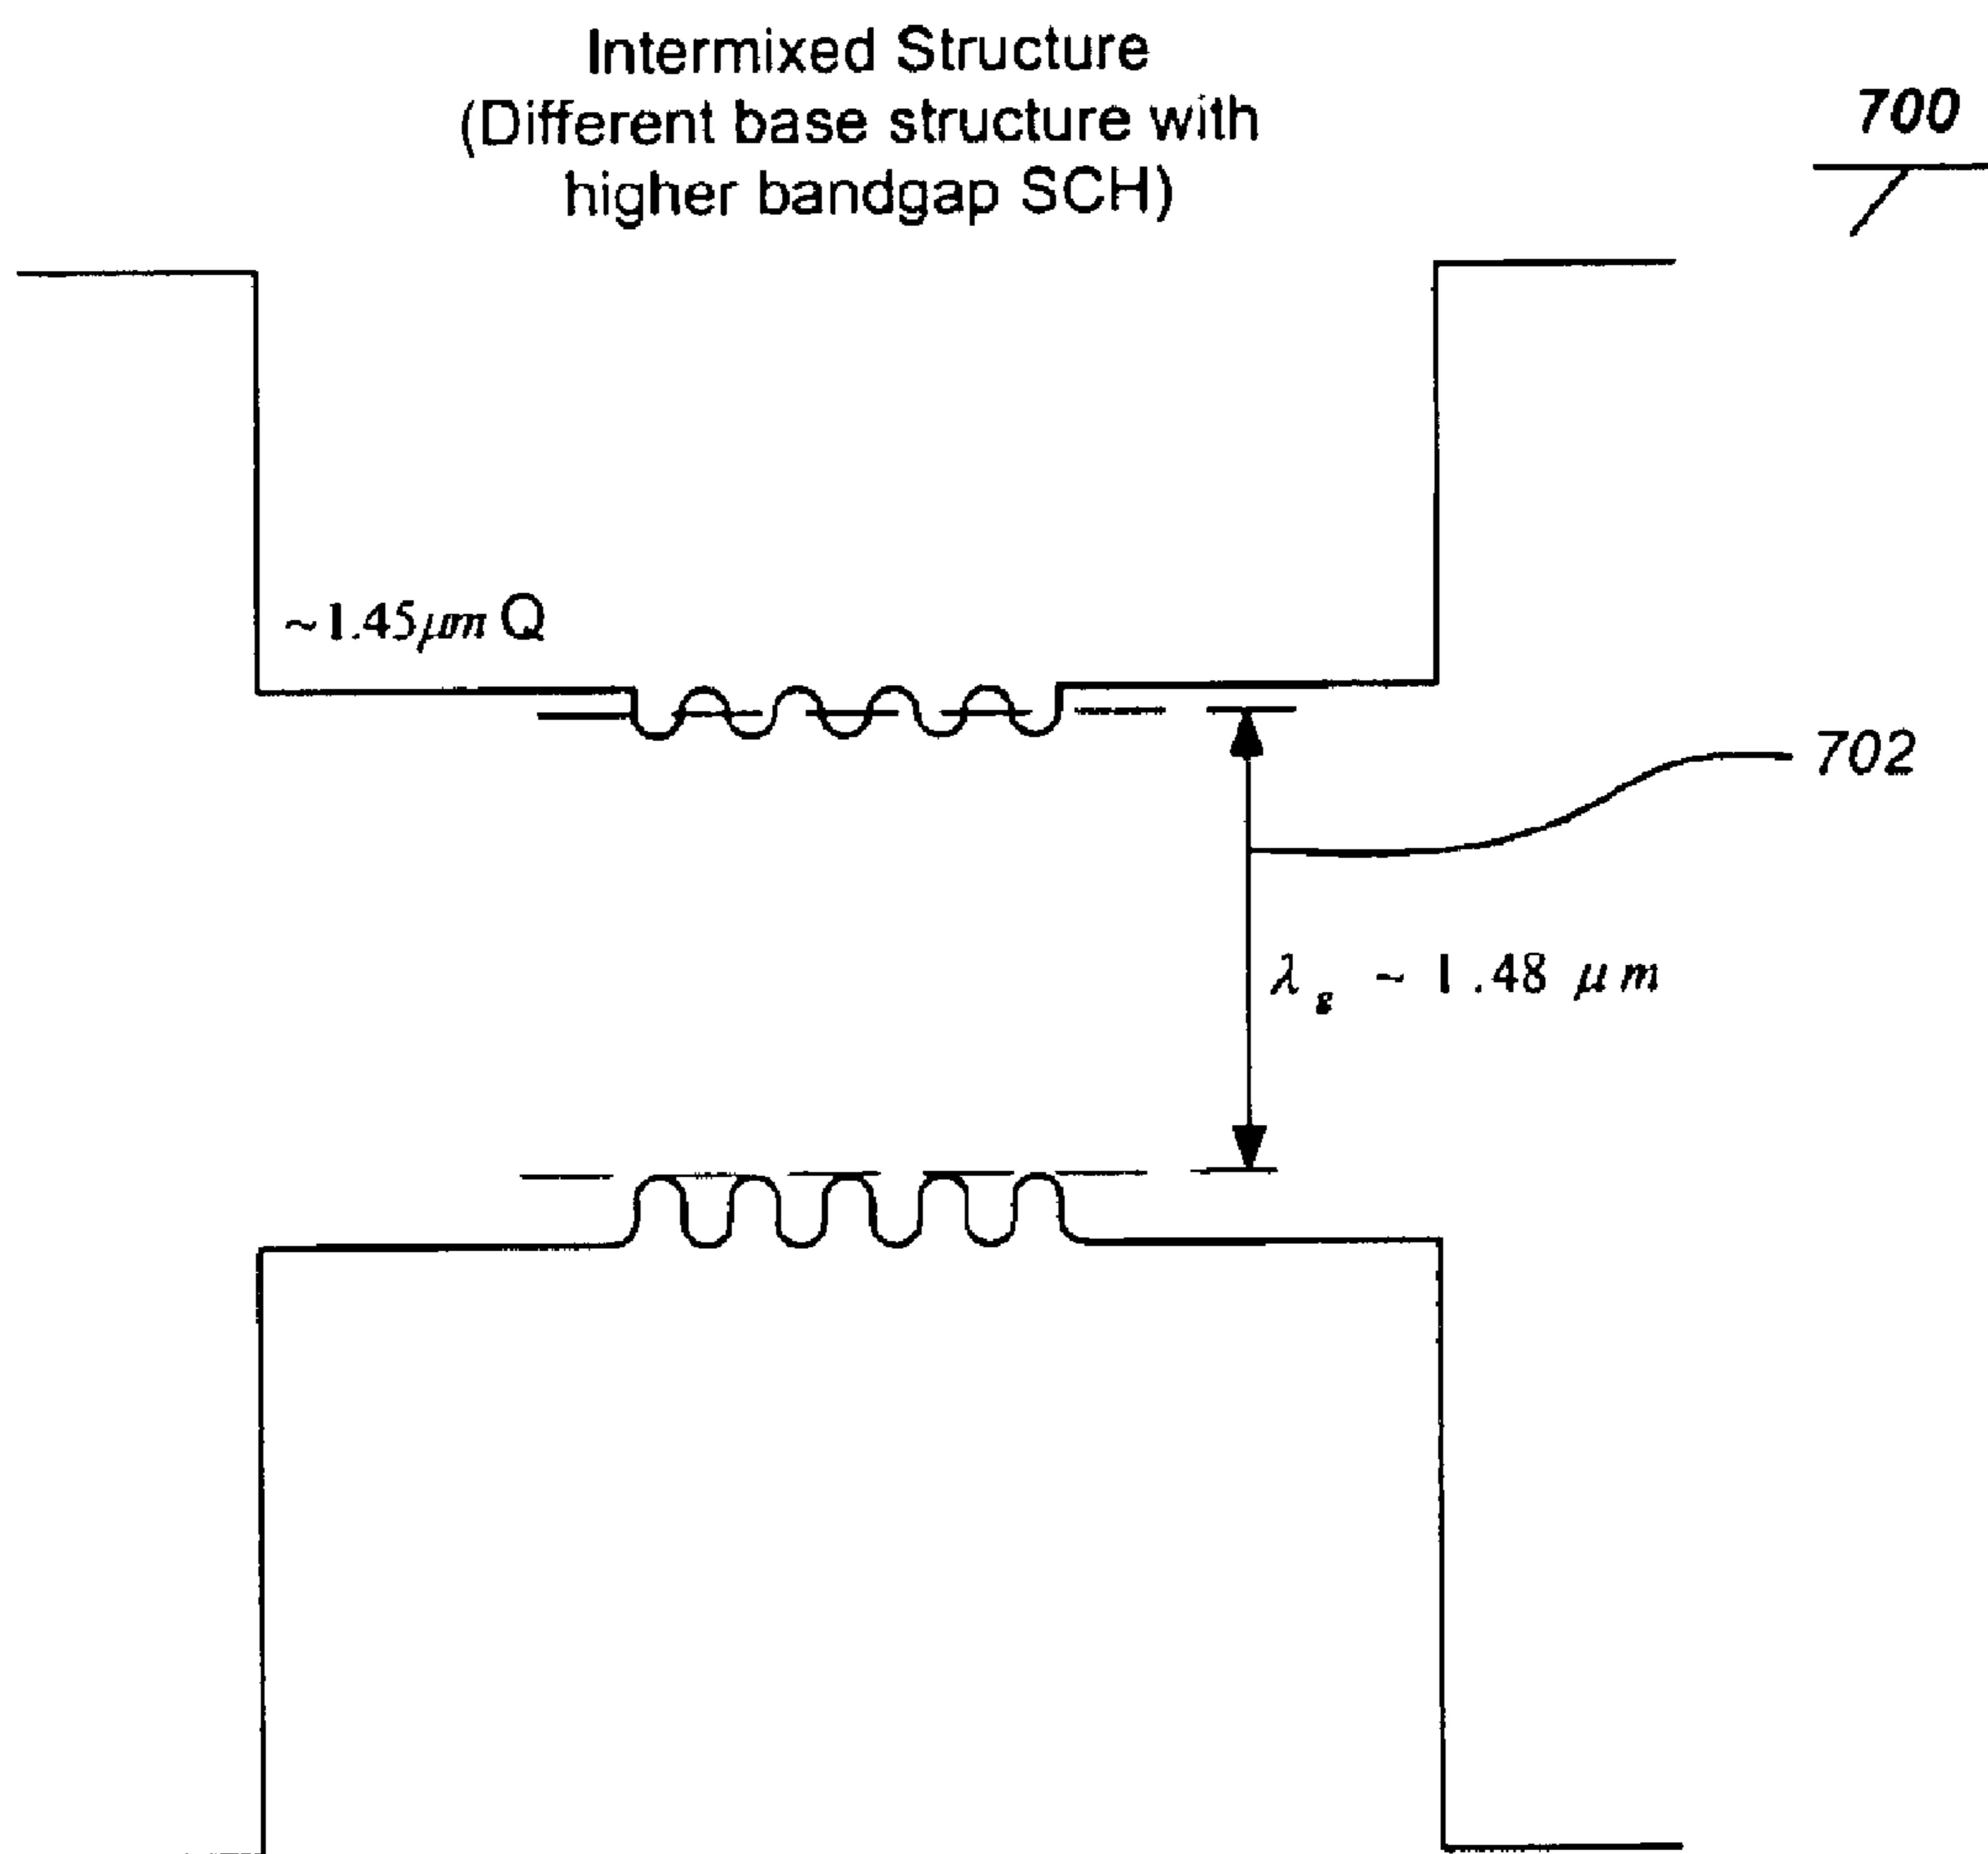 Intermixed Structure
(Different base structure with
higher bandgap SCH)
700
~1.45μm Q
702
λg ~ 1.48 μm